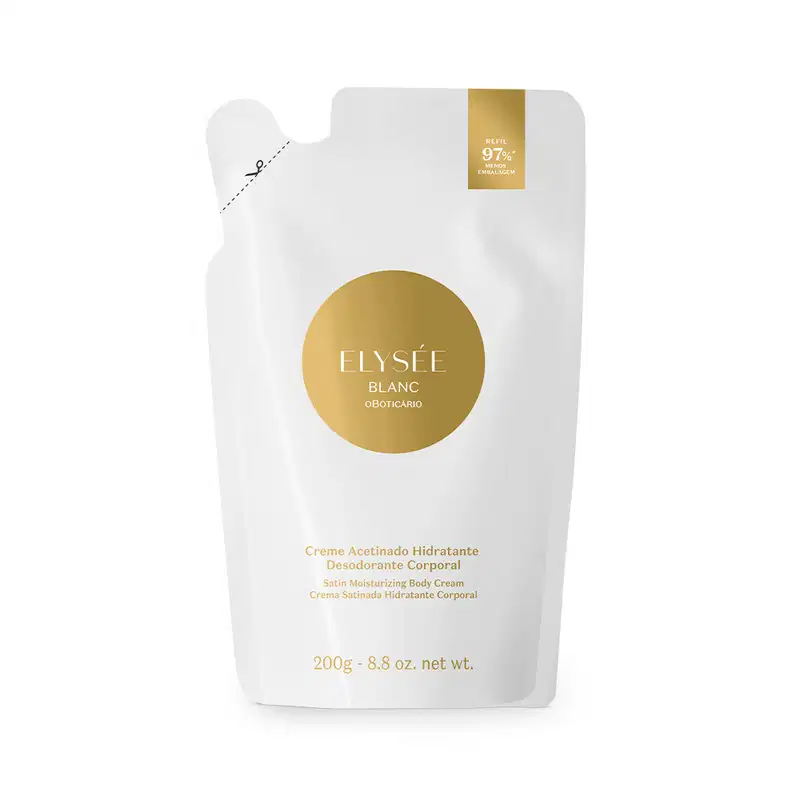 REFIL
97%*
MENOS
EMBALAGEM
ELYSÉE
BLANC
OBOTICÁRIO
Creme Acetinado Hidratante
Desodorante Corporal
Satin Moisturizing Body Cream
Crema Satinada Hidratante Corporal
200g - 8.8 oz. net wt.